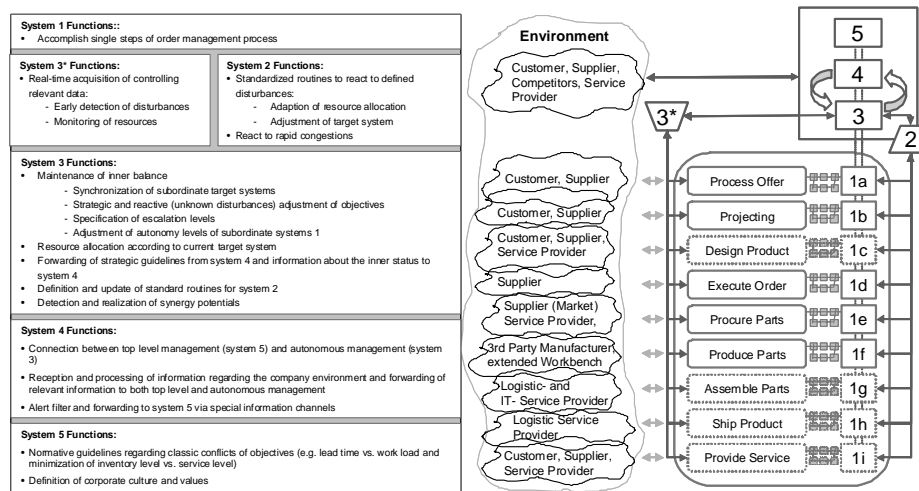 System 1 Functions::
• Accomplish single steps of order management process
System 3* Functions:
• Real-time acquisition of controlling
relevant data:
- Early detection of disturbances
- Monitoring of resources
System 2 Functions:
• Standardized routines to react to defined
disturbances:
- Adaption of resource allocation
- Adjustment of target system
• React to rapid congestions
System 3 Functions:
• Maintenance of inner balance
- Synchronization of subordinate target systems
- Strategic and reactive (unknown disturbances) adjustment of objectives
- Specification of escalation levels
- Adjustment of autonomy levels of subordinate systems 1
• Resource allocation according to current target system
• Forwarding of strategic guidelines from system 4 and information about the inner status to
system 4
• Definition and update of standard routines for system 2
• Detection and realization of synergy potentials
System 4 Functions:
• Connection between top level management (system 5) and autonomous management (system
3)
• Reception and processing of information regarding the company environment and forwarding of
relevant information to both top level and autonomous management
• Alert filter and forwarding to system 5 via special information channels
System 5 Functions:
• Normative guidelines regarding classic conflicts of objectives (e.g. lead time vs. work load and
minimization of inventory level vs. service level)
• Definition of corporate culture and values
Environment
Customer, Supplier,
Competitors, Service
Provider
Customer, Supplier
Customer, Supplier
Customer, Supplier,
Service Provider
Supplier
Supplier (Market)
Service Provider,
3rd Party Manufacturer,
extended Workbench
Logistic- and
IT- Service Provider
Logistic Service
Provider
Customer, Supplier,
Service Provider
5
4
3
3*
2
Process Offer
1a
Projecting
1b
Design Product
1c
Execute Order
1d
Procure Parts
1e
Produce Parts
1f
Assemble Parts
1g
Ship Product
1h
Provide Service
1i